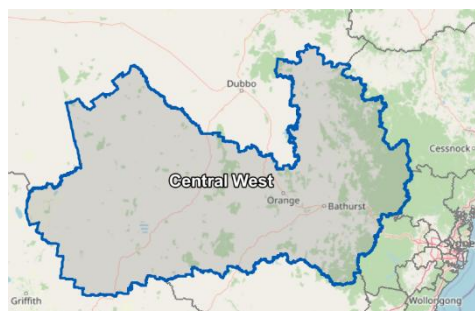 Dubbo
Cessnock
Central West
Orange
Bathurst
Griffith
Wollongong